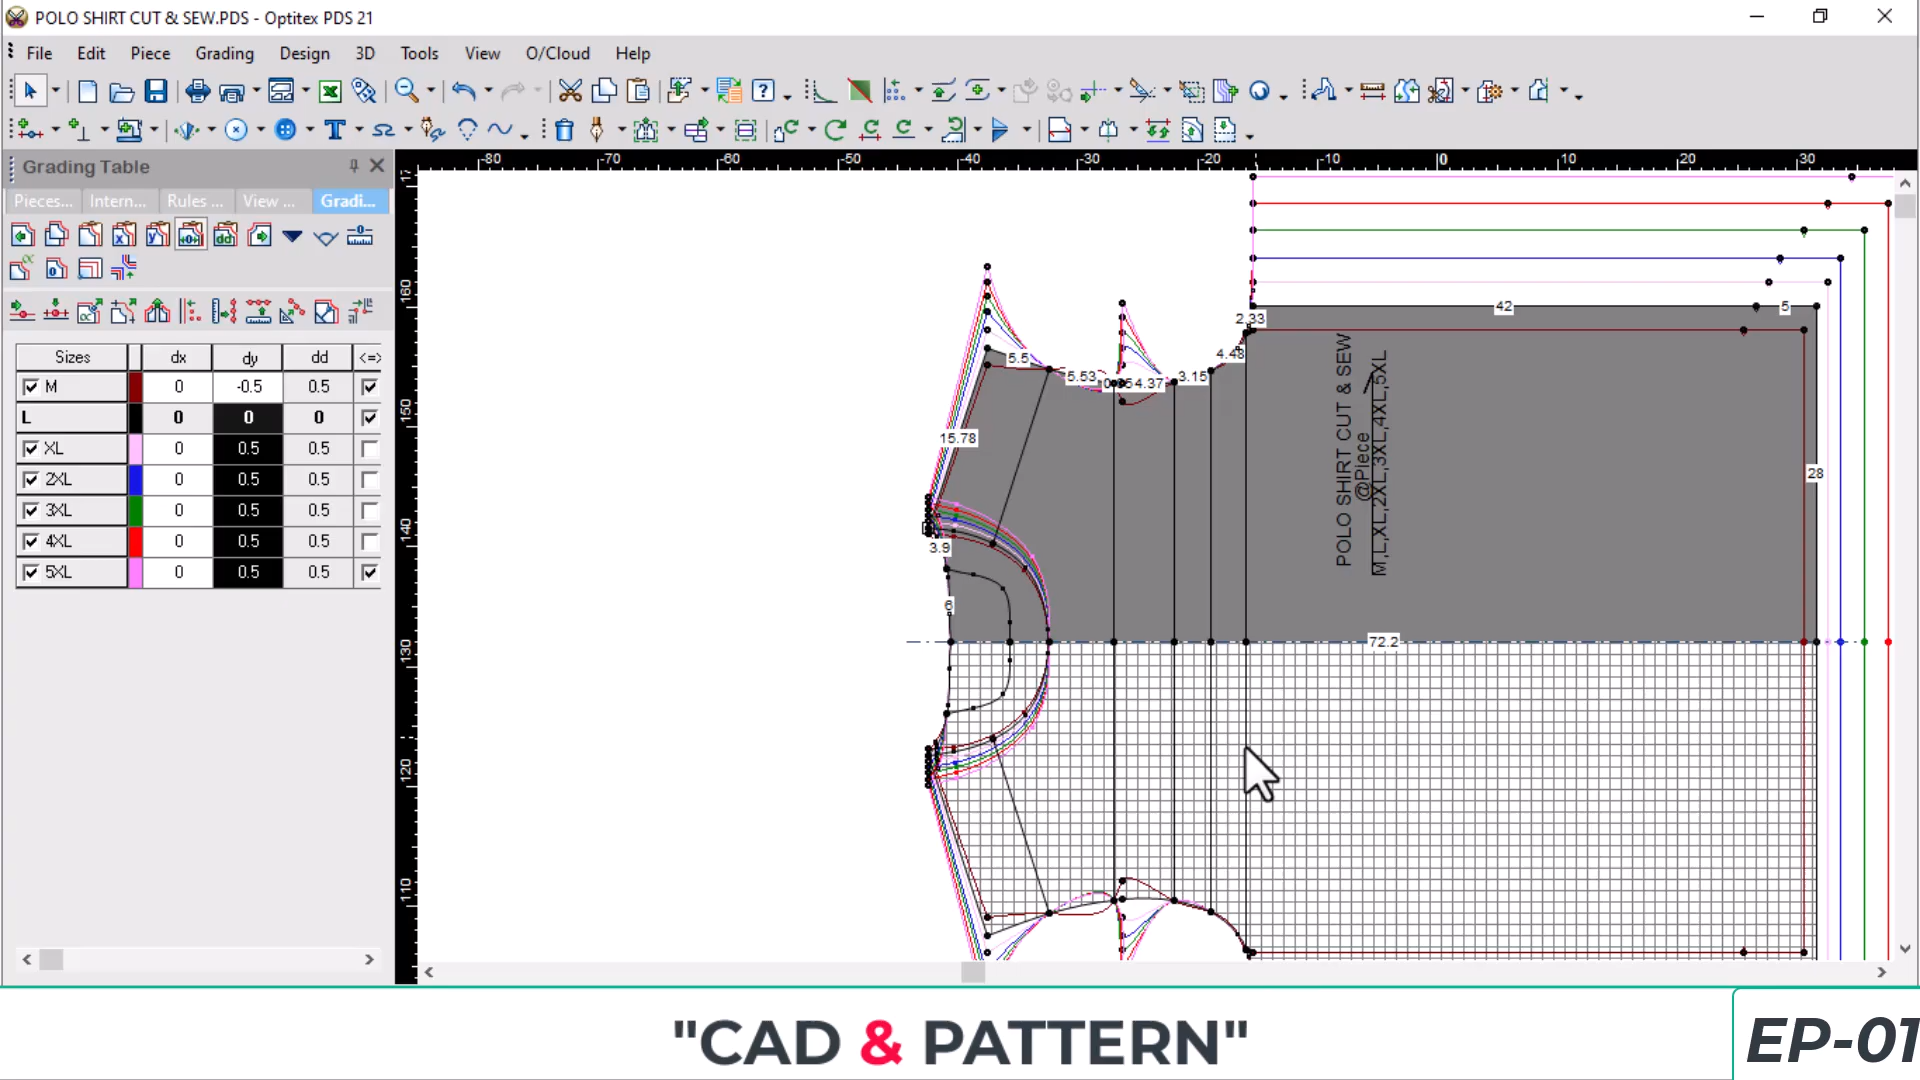 POLO SHIRT CUT & SEW.PDS - Optitex PDS 21
File Edit Piece Grading Design 3D Tools View O/Cloud Help
Grading Table
Pieces... Intern... Rules ... View ... Gradi...
Sizes dx dy dd <=>
M 0 -0.5 0.5
L 0 0 0
XL 0 0.5 0.5
2XL 0 0.5 0.5
3XL 0 0.5 0.5
4XL 0 0.5 0.5
5XL 0 0.5 0.5
-80 -70 -60 -50 -40 -30 -20 -10 0 10 20 30
17
160
150
140
130
120
110
42 5
2.33
4.48
5.5
5.53 4.37 3.15
15.78
28
3.9
6
72.2
POLO SHIRT CUT & SEW
@Piece
M,L,XL,2XL,3XL,4XL,5XL
"CAD & PATTERN"
EP-01